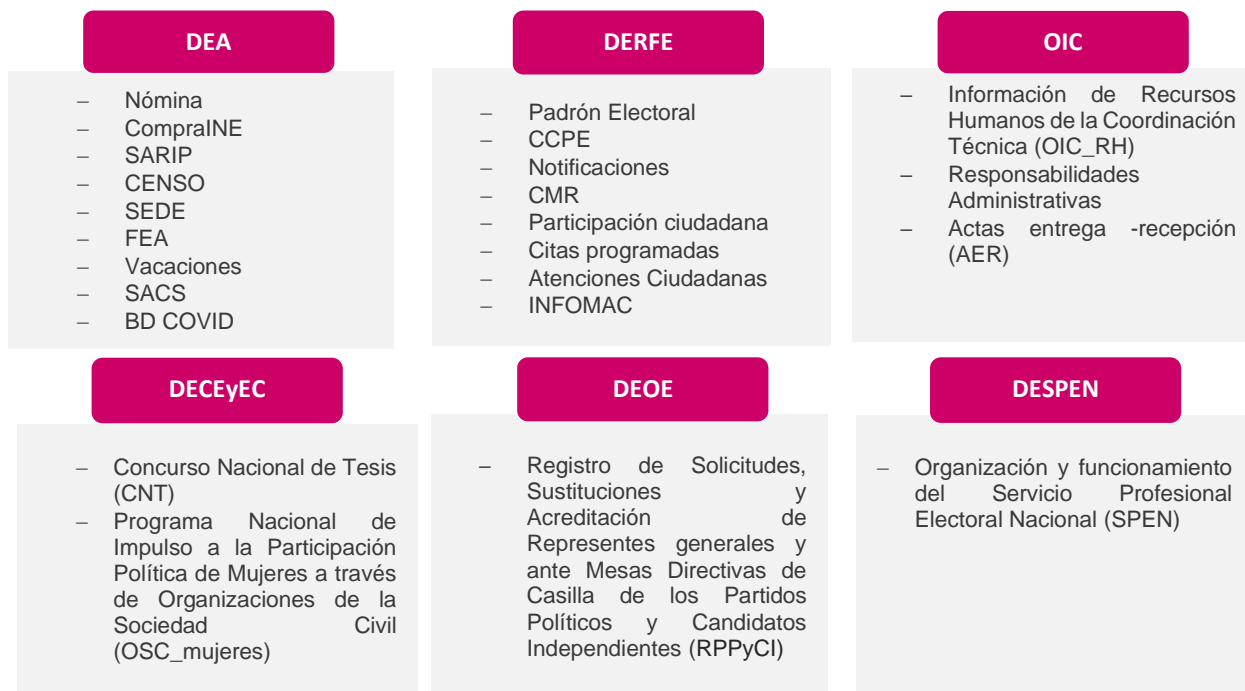 DEA
– Nómina
– CompraINE
– SARIP
– CENSO
– SEDE
– FEA
– Vacaciones
– SACS
– BD COVID
DERFE
– Padrón Electoral
– CCPE
– Notificaciones
– CMR
– Participación ciudadana
– Citas programadas
– Atenciones Ciudadanas
– INFOMAC
OIC
– Información de Recursos
Humanos de la Coordinación
Técnica (OIC_RH)
– Responsabilidades
Administrativas
– Actas entrega -recepción
(AER)
DECEyEC
– Concurso Nacional de Tesis
(CNT)
– Programa Nacional de
Impulso a la Participación
Política de Mujeres a través
de Organizaciones de la
Sociedad Civil
(OSC_mujeres)
DEOE
– Registro de Solicitudes,
Sustituciones y
Acreditación de
Representes generales y
ante Mesas Directivas de
Casilla de los Partidos
Políticos y Candidatos
Independientes (RPPyCI)
DESPEN
– Organización y funcionamiento
del Servicio Profesional
Electoral Nacional (SPEN)